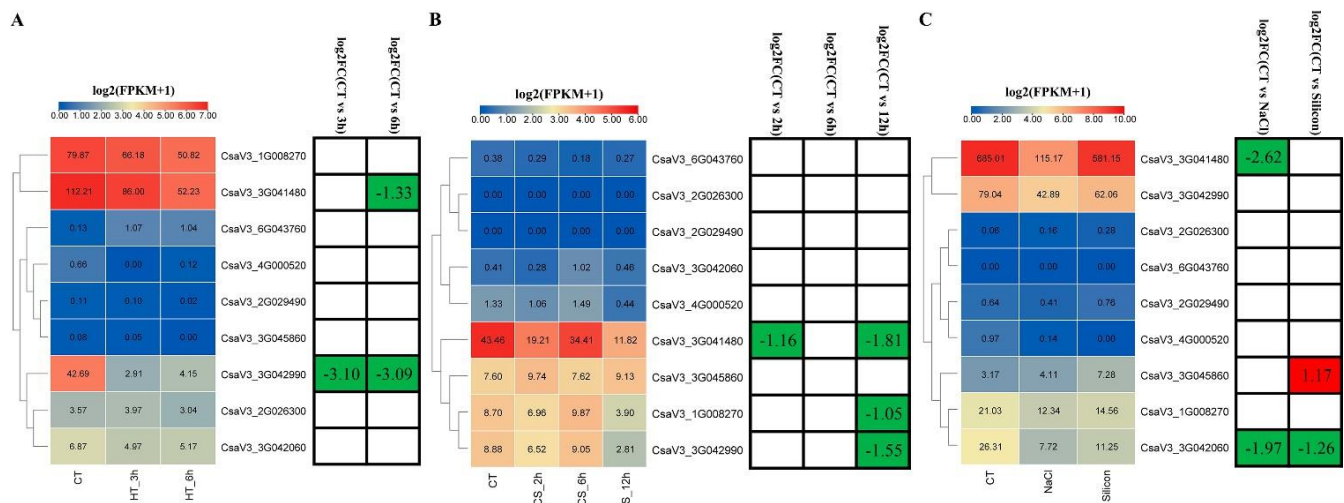 A
log2(FPKM+1)
0.00 1.00 2.00 3.00 4.00 5.00 6.00 7.00
log2FC(CT vs 3h)
log2FC(CT vs 6h)
79.87 66.18 50.82 CsaV3_1G008270
112.21 86.00 52.23 CsaV3_3G041480 -1.33
0.13 1.07 1.04 CsaV3_6G043760
0.66 0.00 0.12 CsaV3_4G000520
0.11 0.10 0.02 CsaV3_2G029490
0.08 0.05 0.00 CsaV3_3G045860
42.69 2.91 4.15 CsaV3_3G042990 -3.10 -3.09
3.57 3.97 3.04 CsaV3_2G026300
6.87 4.97 5.17 CsaV3_3G042060
CT HT_3h HT_6h
B
log2(FPKM+1)
0.00 1.00 2.00 3.00 4.00 5.00 6.00
log2FC(CT vs 2h)
log2FC(CT vs 6h)
log2FC(CT vs 12h)
0.38 0.29 0.18 0.27 CsaV3_6G043760
0.00 0.00 0.00 0.00 CsaV3_2G026300
0.00 0.00 0.00 0.00 CsaV3_2G029490
0.41 0.28 1.02 0.46 CsaV3_3G042060
1.33 1.06 1.49 0.44 CsaV3_4G000520
43.46 19.21 34.41 11.82 CsaV3_3G041480 -1.16 -1.81
7.60 9.74 7.62 9.13 CsaV3_3G045860
8.70 6.96 9.87 3.90 CsaV3_1G008270 -1.05
8.88 6.52 9.05 2.81 CsaV3_3G042990 -1.55
CT CS_2h CS_6h S_12h
C
log2(FPKM+1)
0.00 2.00 4.00 6.00 8.00 10.00
log2FC(CT vs NaCl)
log2FC(CT vs Silicon)
685.01 115.17 581.15 CsaV3_3G041480 -2.62
79.04 42.89 62.06 CsaV3_3G042990
0.06 0.16 0.28 CsaV3_2G026300
0.00 0.00 0.00 CsaV3_6G043760
0.64 0.41 0.76 CsaV3_2G029490
0.97 0.14 0.08 CsaV3_4G000520
3.17 4.11 7.28 CsaV3_3G045860 1.17
21.03 12.34 14.56 CsaV3_1G008270
26.31 7.72 11.25 CsaV3_3G042060 -1.97 -1.26
CT NaCl Silicon